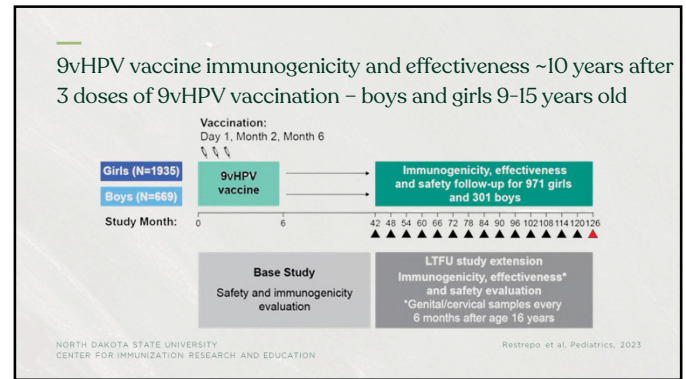 9vHPV vaccine immunogenicity and effectiveness ~10 years after
3 doses of 9vHPV vaccination – boys and girls 9-15 years old
Vaccination:
Day 1, Month 2, Month 6
Girls (N=1935)
Boys (N=669)
9vHPV
vaccine
Immunogenicity, effectiveness
and safety follow-up for 971 girls
and 301 boys
Study Month:
0 6 42 48 54 60 66 72 78 84 90 96 102 108 114 120 126
Base Study
Safety and immunogenicity
evaluation
LTFU study extension
Immunogenicity, effectiveness*
and safety evaluation
*Genital/cervical samples every
6 months after age 16 years
NORTH DAKOTA STATE UNIVERSITY
CENTER FOR IMMUNIZATION RESEARCH AND EDUCATION
Restrepo et al, Pediatrics, 2023